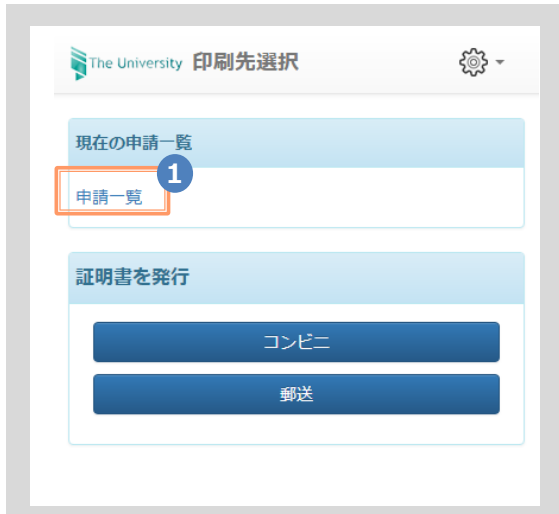 The University 印刷先選択
現在の申請一覧
1
申請一覧
証明書を発行
コンビニ
郵送